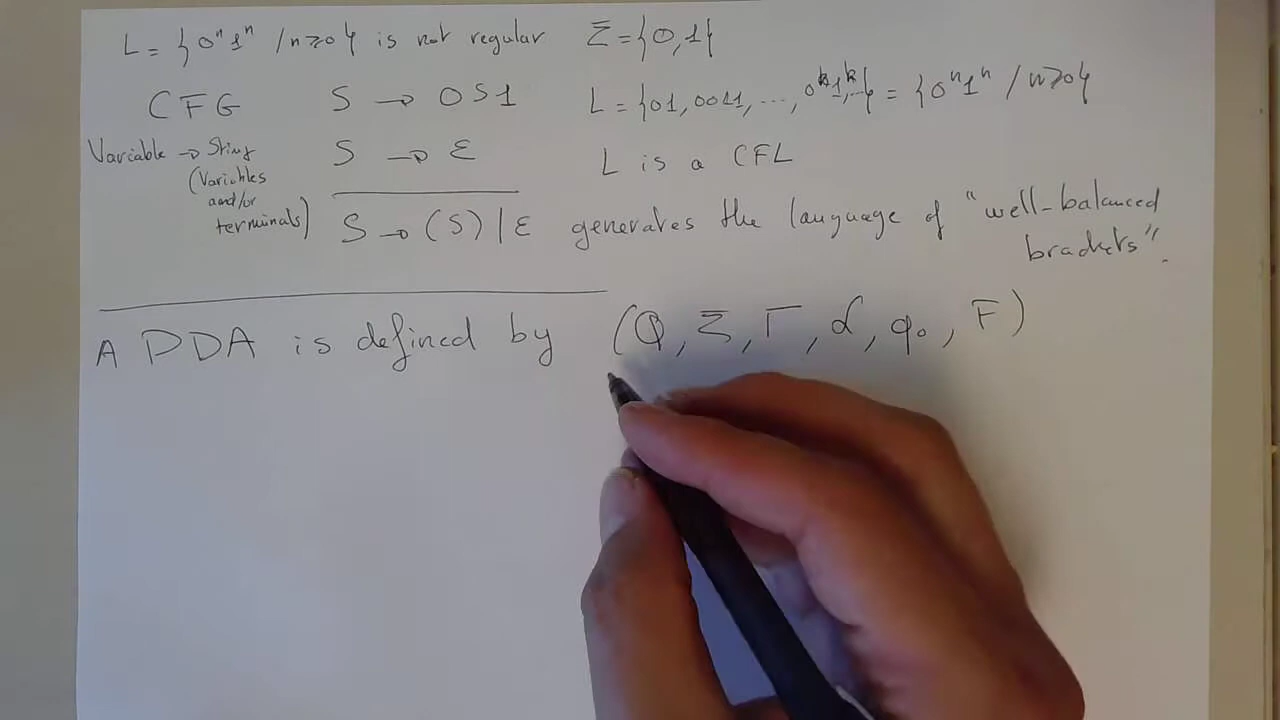 L = {0ⁿ1ⁿ / n≥0} is not regular Σ = {0,1}
CFG S → 0S1 L = {01, 0011, ..., 0ᵏ1ᵏ, ...} = {0ⁿ1ⁿ / n≥0}
Variable → String S → ε L is a CFL
(Variables
and/or
terminals) S → (S) | ε generates the language of "well-balanced
brackets".
A PDA is defined by (Q, Σ, Γ, δ, q₀, F)